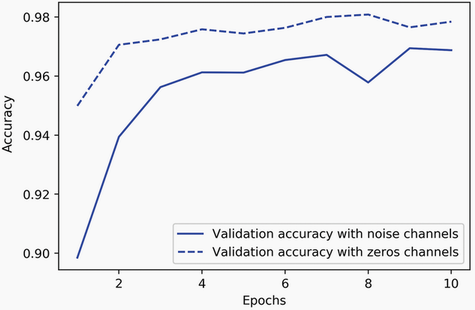 0.98
0.96
0.94
0.92
0.90
Accuracy
Validation accuracy with noise channels
Validation accuracy with zeros channels
2 4 6 8 10
Epochs